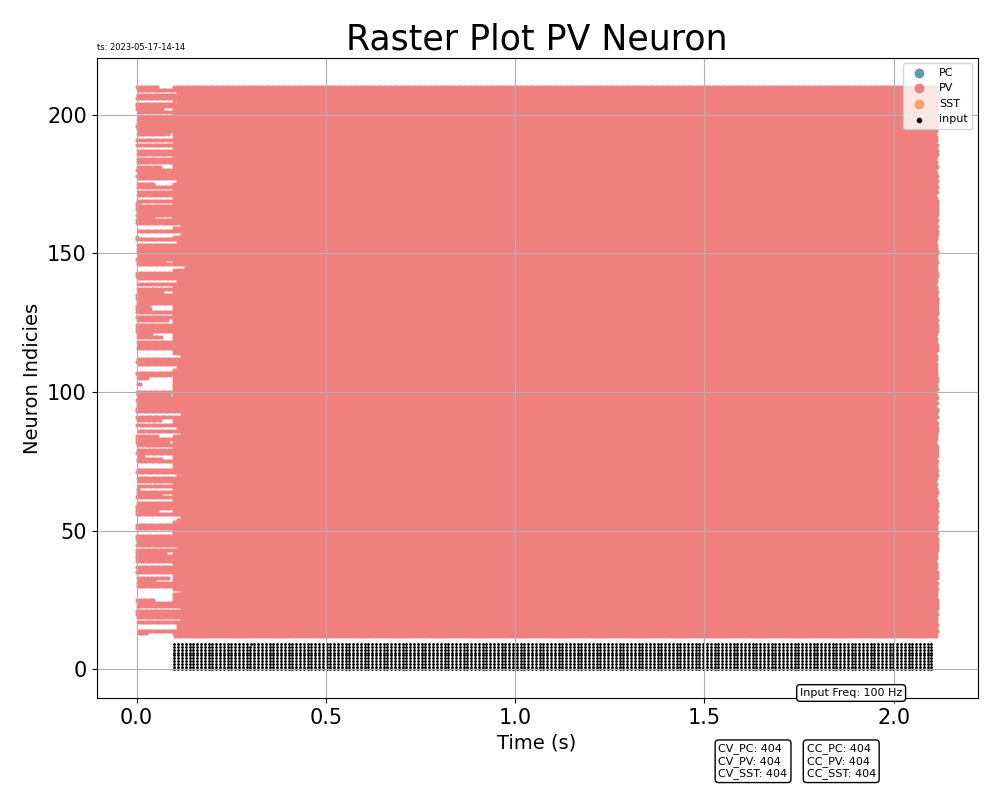 Raster Plot PV Neuron
ts: 2023-05-17-14-14
PC
PV
SST
input
200
150
100
50
0
Neuron Indicies
0.0 0.5 1.0 1.5 2.0
Input Freq: 100 Hz
Time (s)
CV_PC: 404
CV_PV: 404
CV_SST: 404
CC_PC: 404
CC_PV: 404
CC_SST: 404